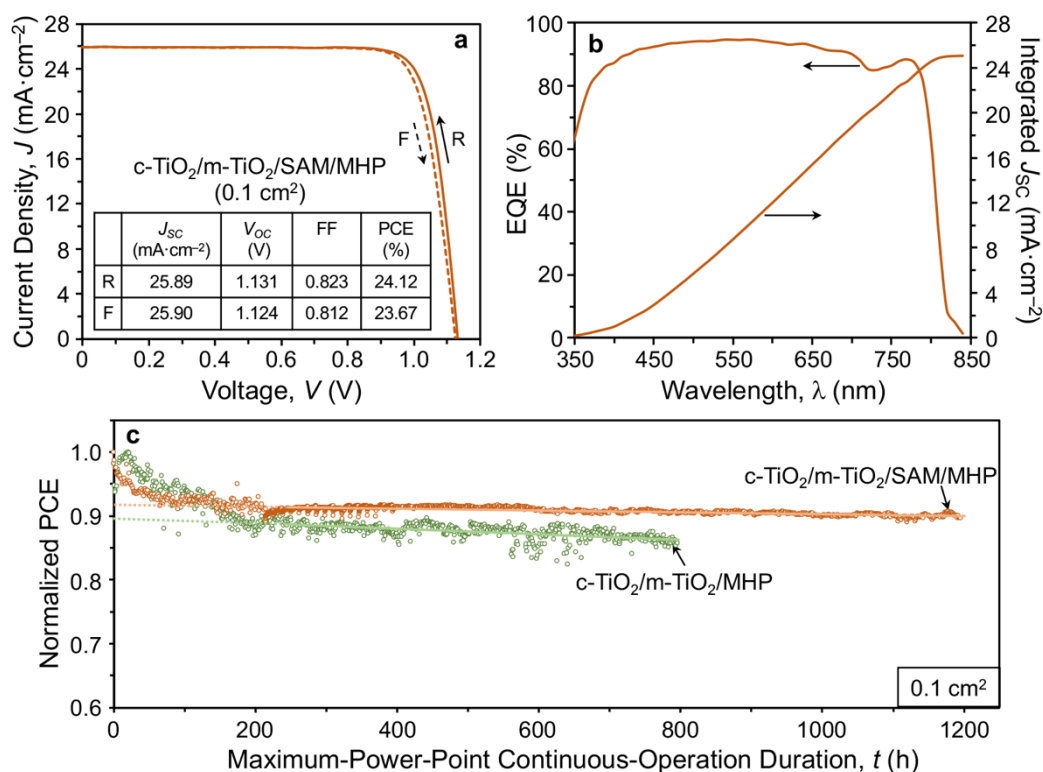 a
Current Density, J (mA·cm⁻²)
28
24
20
16
12
8
4
0
F
R
c-TiO₂/m-TiO₂/SAM/MHP
(0.1 cm²)
J_SC (mA·cm⁻²) V_OC (V) FF PCE (%)
R 25.89 1.131 0.823 24.12
F 25.90 1.124 0.812 23.67
0 0.2 0.4 0.6 0.8 1.0 1.2
Voltage, V (V)
b
EQE (%)
100
80
60
40
20
0
28
24
20
16
12
8
4
0
Integrated J_SC (mA·cm⁻²)
350 450 550 650 750 850
Wavelength, λ (nm)
c
Normalized PCE
1.0
0.9
0.8
0.7
0.6
c-TiO₂/m-TiO₂/SAM/MHP
c-TiO₂/m-TiO₂/MHP
0.1 cm²
0 200 400 600 800 1000 1200
Maximum-Power-Point Continuous-Operation Duration, t (h)